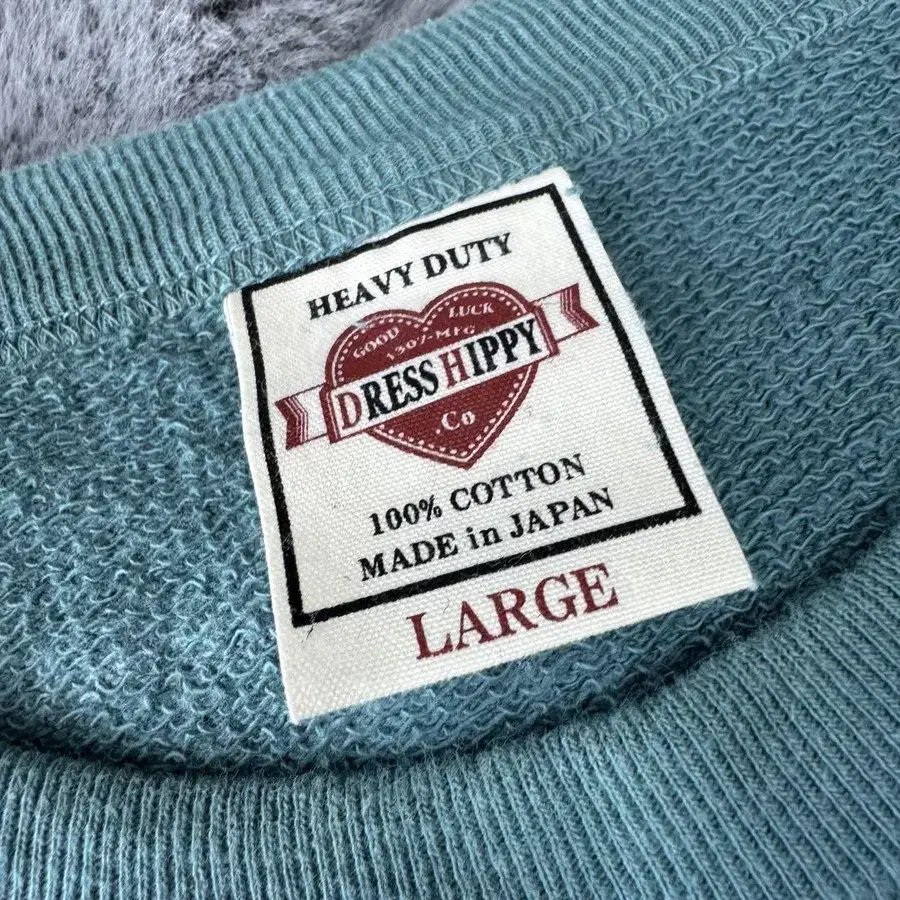 HEAVY DUTY
GOOD LUCK
1307-MFG
DRESS HIPPY
Co
100% COTTON
MADE in JAPAN
LARGE